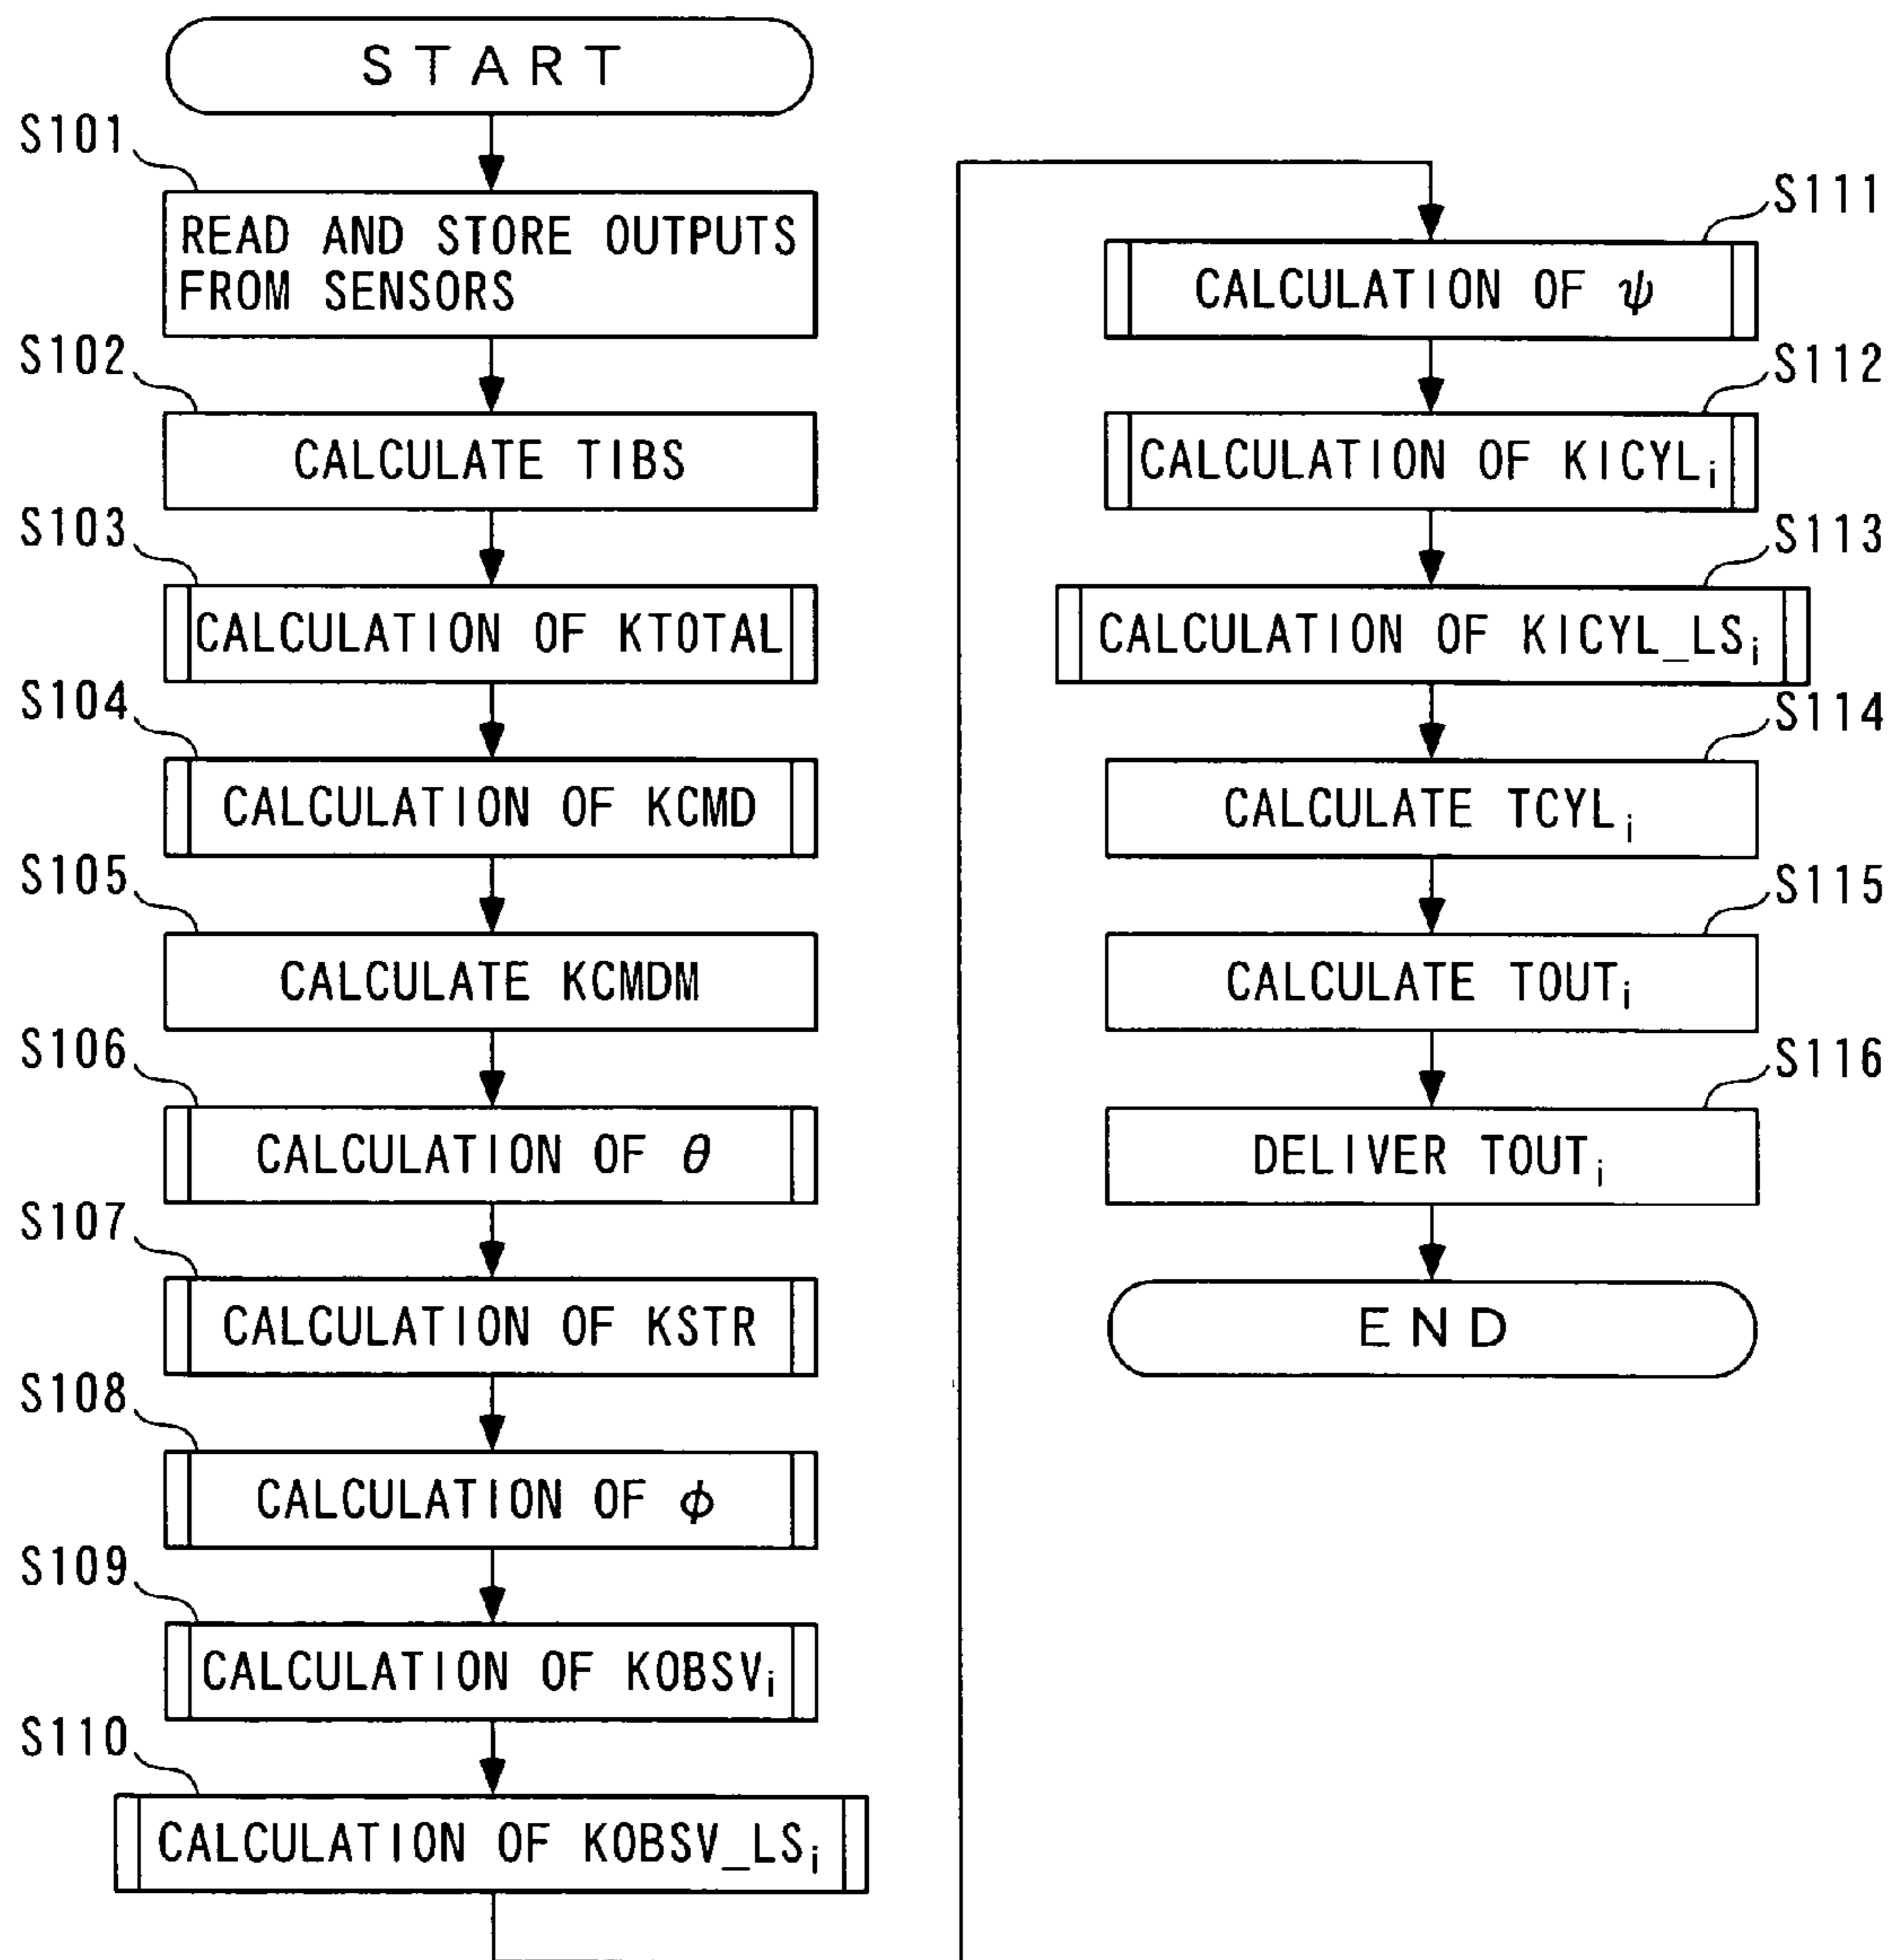 START
S101
READ AND STORE OUTPUTS
FROM SENSORS
S102
CALCULATE TIBS
S103
CALCULATION OF KTOTAL
S104
CALCULATION OF KCMD
S105
CALCULATE KCMDM
S106
CALCULATION OF θ
S107
CALCULATION OF KSTR
S108
CALCULATION OF ϕ
S109
CALCULATION OF KOBSVᵢ
S110
CALCULATION OF KOBSV_LSᵢ
S111
CALCULATION OF ψ
S112
CALCULATION OF KICYLᵢ
S113
CALCULATION OF KICYL_LSᵢ
S114
CALCULATE TCYLᵢ
S115
CALCULATE TOUTᵢ
S116
DELIVER TOUTᵢ
END